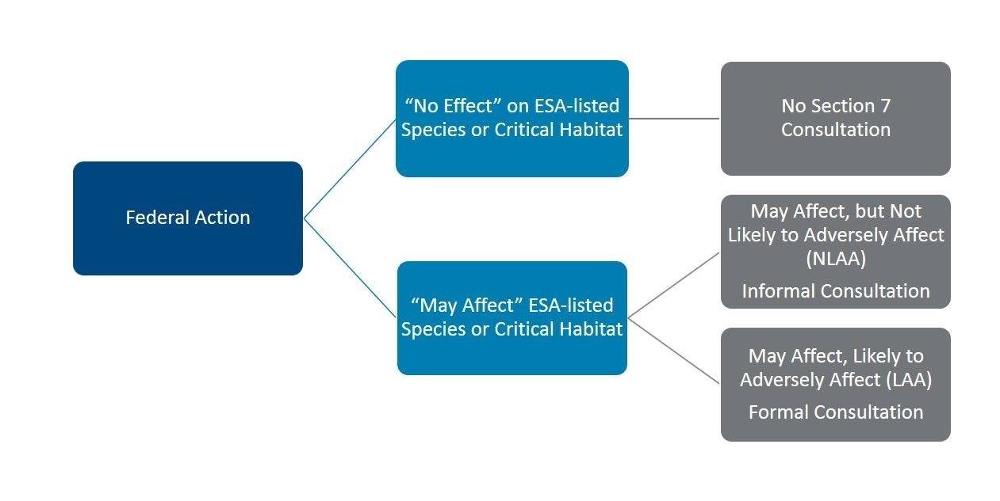 Federal Action
“No Effect” on ESA-listed
Species or Critical Habitat
No Section 7
Consultation
“May Affect” ESA-listed
Species or Critical Habitat
May Affect, but Not
Likely to Adversely Affect
(NLAA)
Informal Consultation
May Affect, Likely to
Adversely Affect (LAA)
Formal Consultation